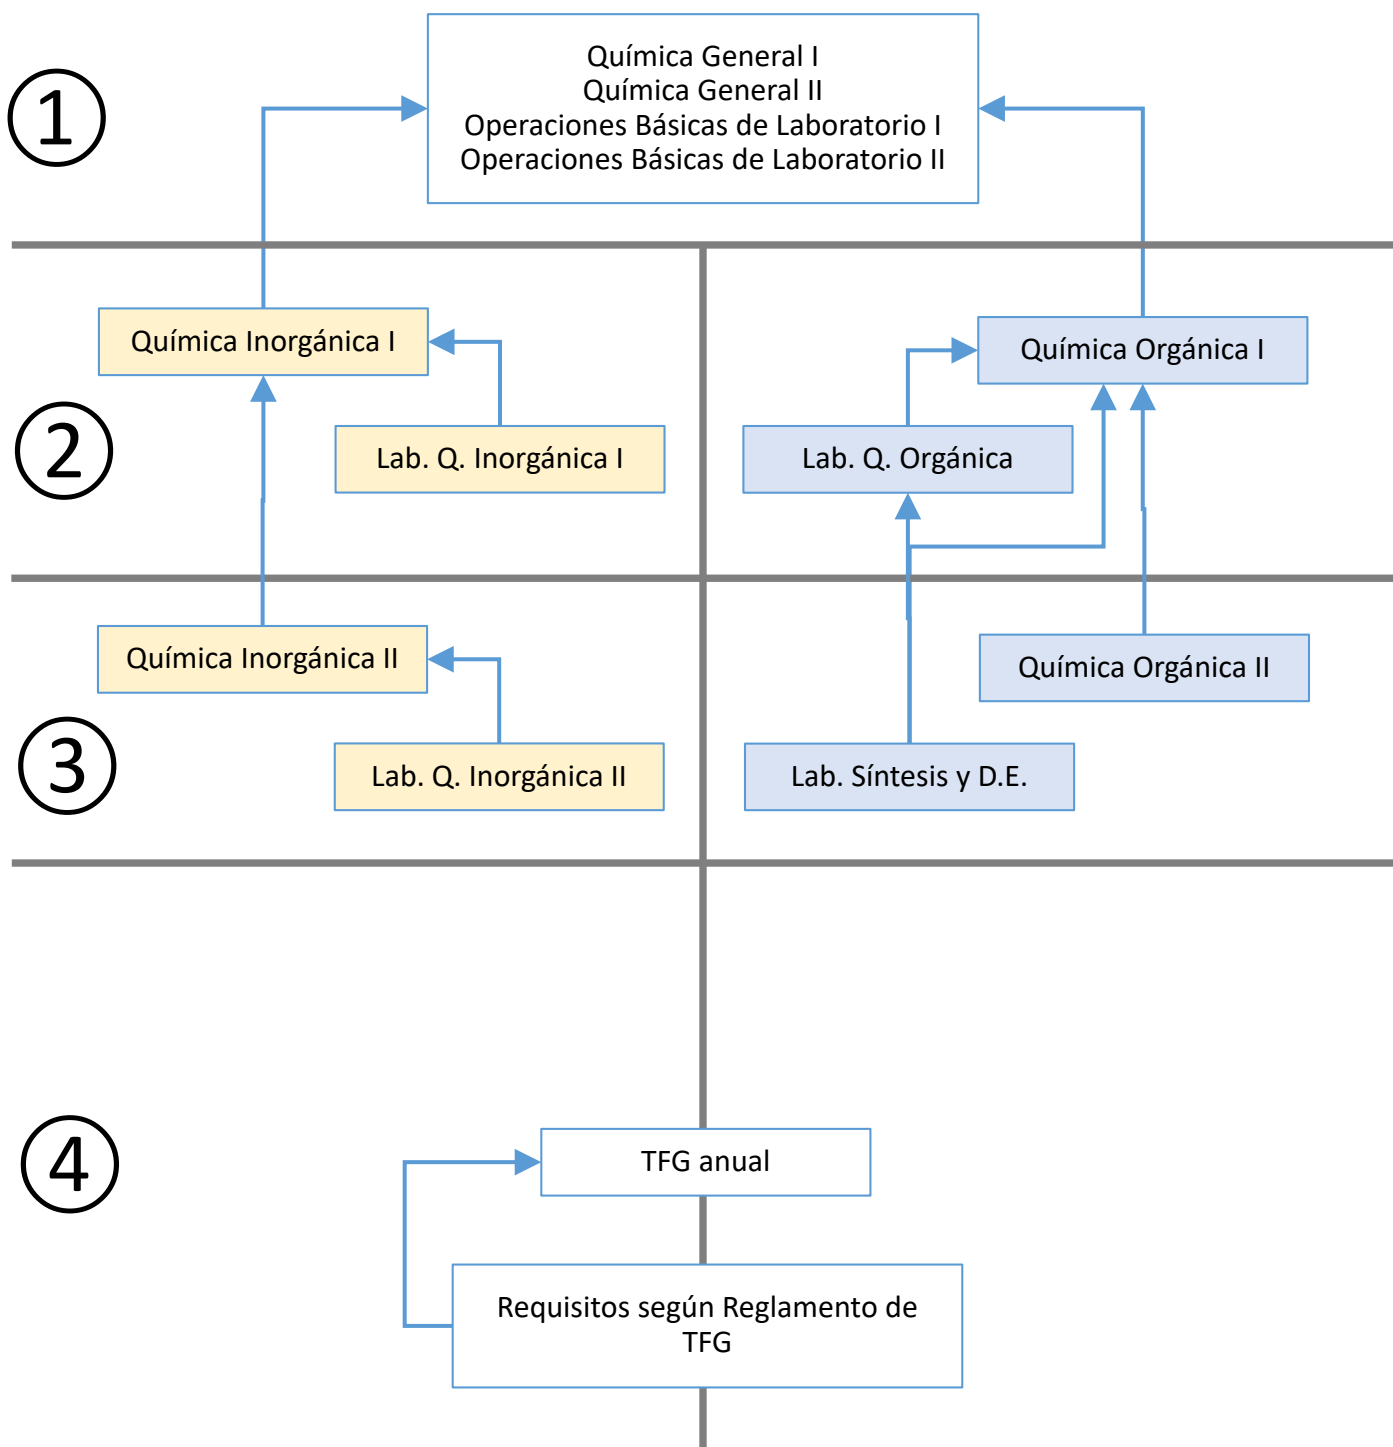 1
Química General I
Química General II
Operaciones Básicas de Laboratorio I
Operaciones Básicas de Laboratorio II
2
Química Inorgánica I
Química Orgánica I
Lab. Q. Inorgánica I
Lab. Q. Orgánica
3
Química Inorgánica II
Química Orgánica II
Lab. Q. Inorgánica II
Lab. Síntesis y D.E.
4
TFG anual
Requisitos según Reglamento de
TFG